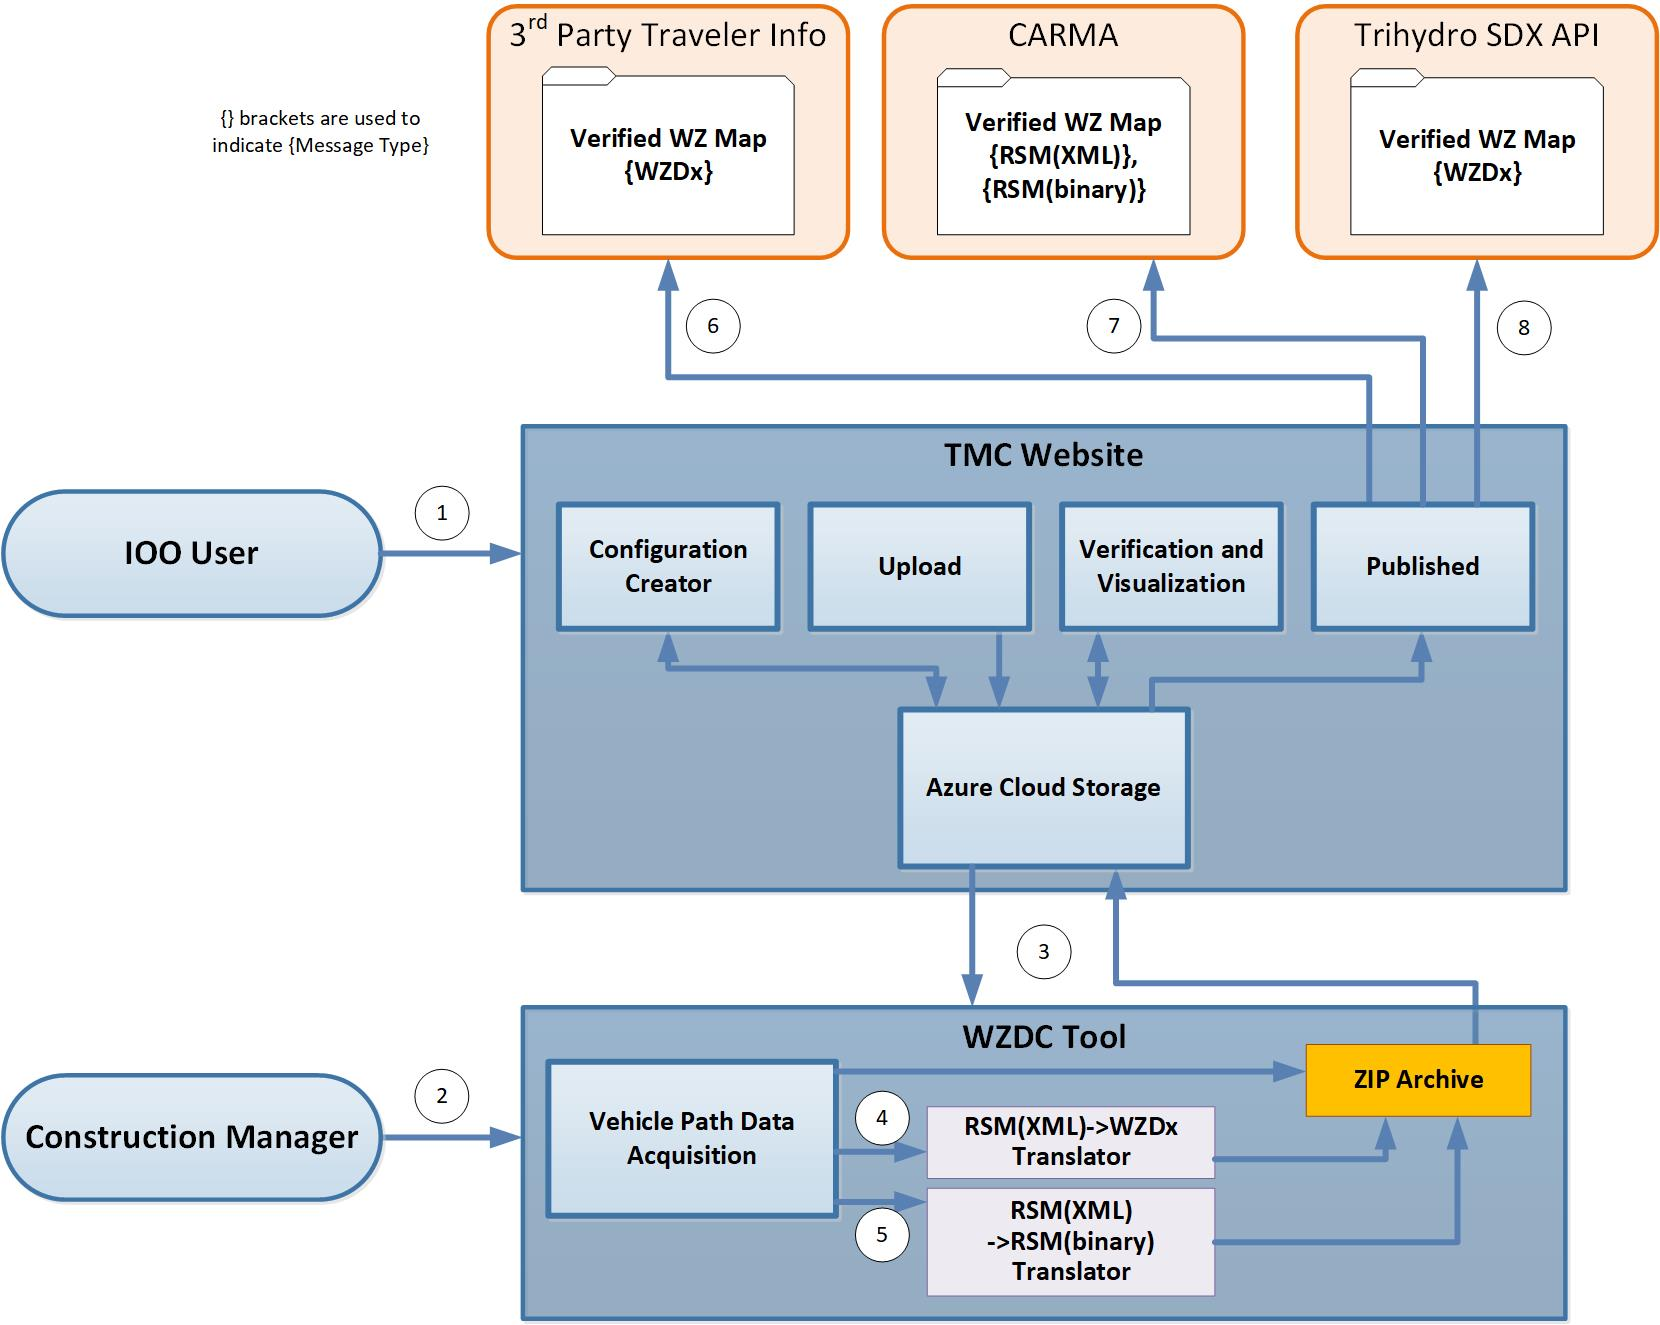 3rd Party Traveler Info
Verified WZ Map
{WZDx}
CARMA
Verified WZ Map
{RSM(XML)},
{RSM(binary)}
Trihydro SDX API
Verified WZ Map
{WZDx}
{} brackets are used to
indicate {Message Type}
6
7
8
TMC Website
IOO User
1
Configuration
Creator
Upload
Verification and
Visualization
Published
Azure Cloud Storage
3
WZDC Tool
Construction Manager
2
Vehicle Path Data
Acquisition
4
5
RSM(XML)->WZDx
Translator
RSM(XML)
->RSM(binary)
Translator
ZIP Archive